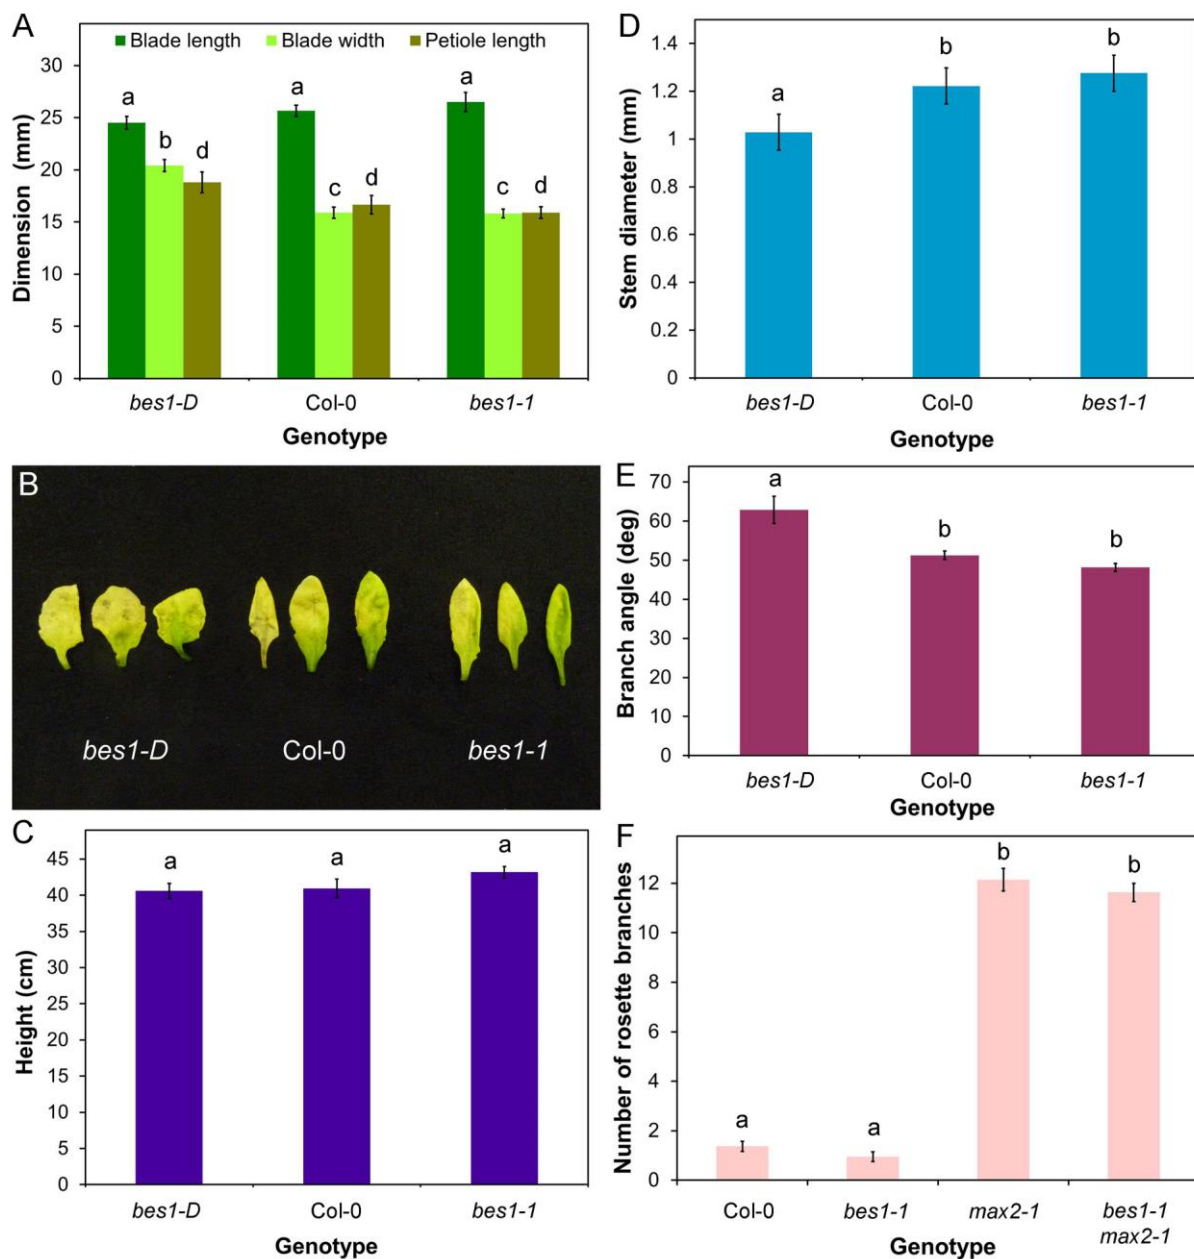 A
Blade length Blade width Petiole length
Dimension (mm)
30
25
20
15
10
5
0
a
b
d
a
c
d
a
c
d
bes1-D Col-0 bes1-1
Genotype
B
bes1-D Col-0 bes1-1
C
Height (cm)
45
40
35
30
25
20
15
10
5
0
a a a
bes1-D Col-0 bes1-1
Genotype
D
Stem diameter (mm)
1.4
1.2
1
0.8
0.6
0.4
0.2
0
a b b
bes1-D Col-0 bes1-1
Genotype
E
Branch angle (deg)
70
60
50
40
30
20
10
0
a b b
bes1-D Col-0 bes1-1
Genotype
F
Number of rosette branches
12
10
8
6
4
2
0
a a b b
Col-0 bes1-1 max2-1 bes1-1
max2-1
Genotype